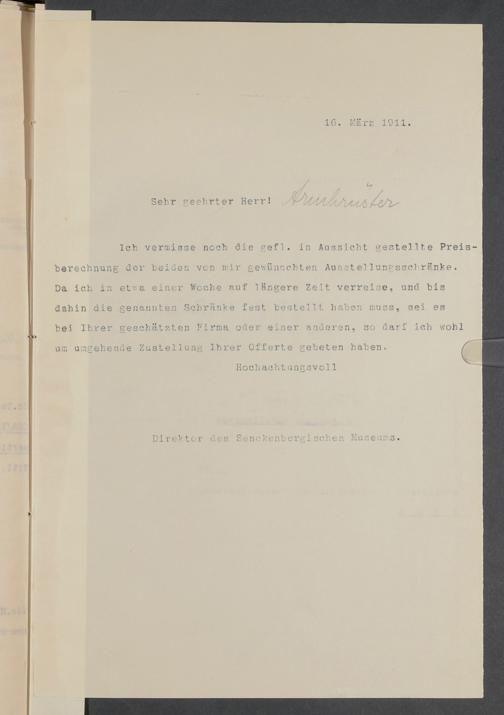 16. März 1911.
Sehr geehrter Herr! Armbrüster
Ich vermisse noch die gefl. in Aussicht gestellte Preis-
berechnung der beiden von mir gewünschten Ausstellungsschränke.
Da ich in etwa einer Woche auf längere Zeit verreise, und bis
dahin die genannten Schränke fest bestellt haben muss, sei es
bei Ihrer geschätzten Firma oder einer anderen, so darf ich wohl
um umgehende Zustellung Ihrer Offerte gebeten haben.
Hochachtungsvoll
Direktor des Senckenbergischen Museums.